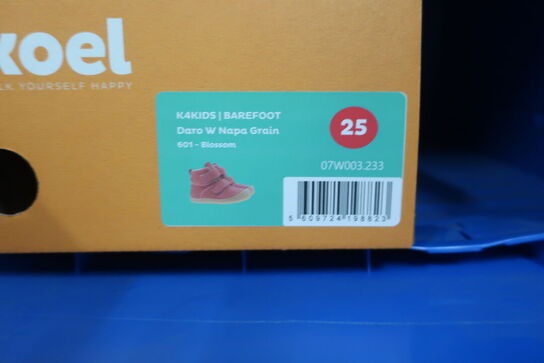 koel
LK YOURSELF HAPPY
K4KIDS | BAREFOOT
Daro W Napa Grain
601 - Blossom
25
07W003.233
5 609724 198823